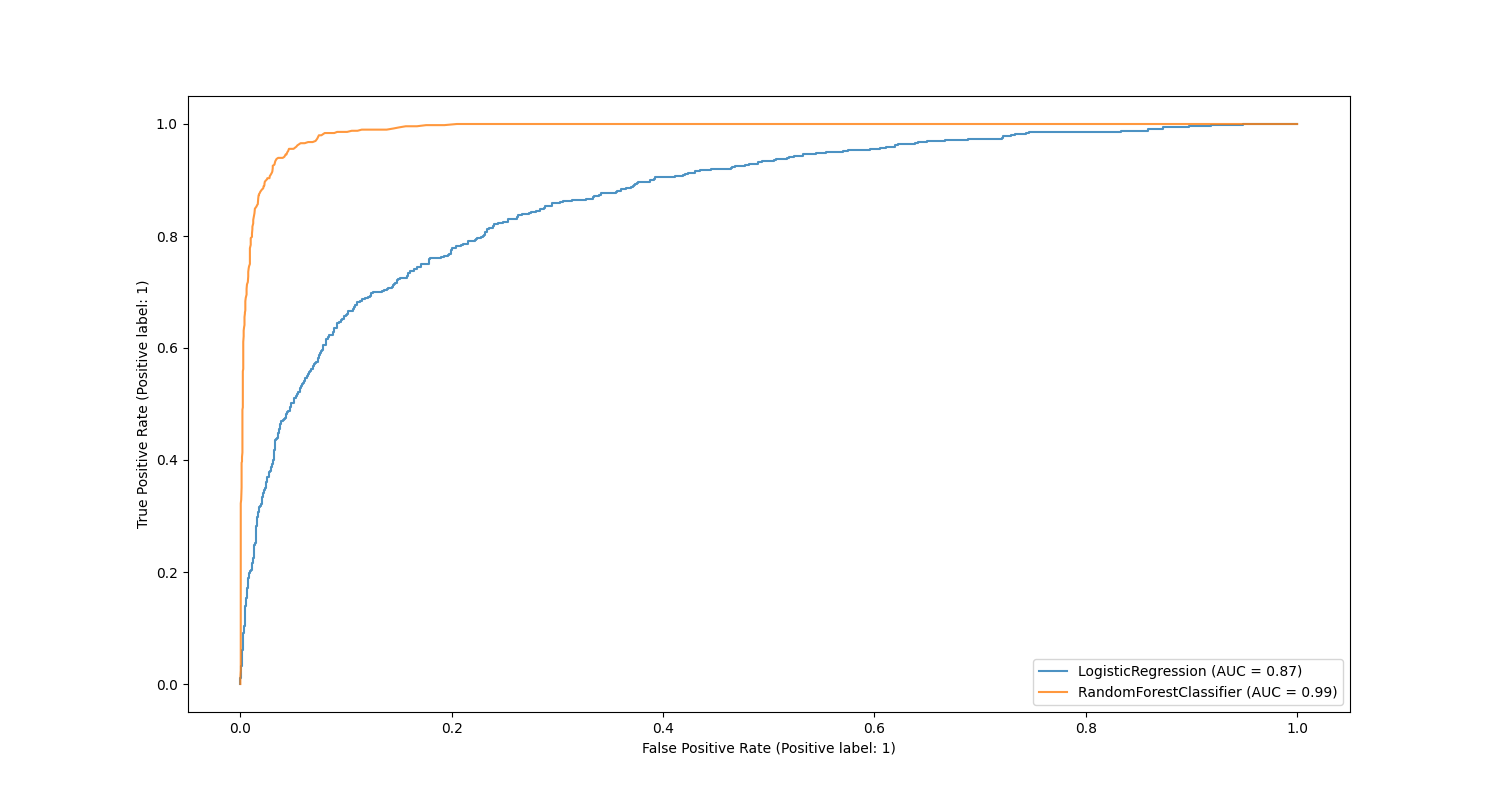 1.0
0.8
0.6
0.4
0.2
0.0
True Positive Rate (Positive label: 1)
LogisticRegression (AUC = 0.87)
RandomForestClassifier (AUC = 0.99)
0.0 0.2 0.4 0.6 0.8 1.0
False Positive Rate (Positive label: 1)